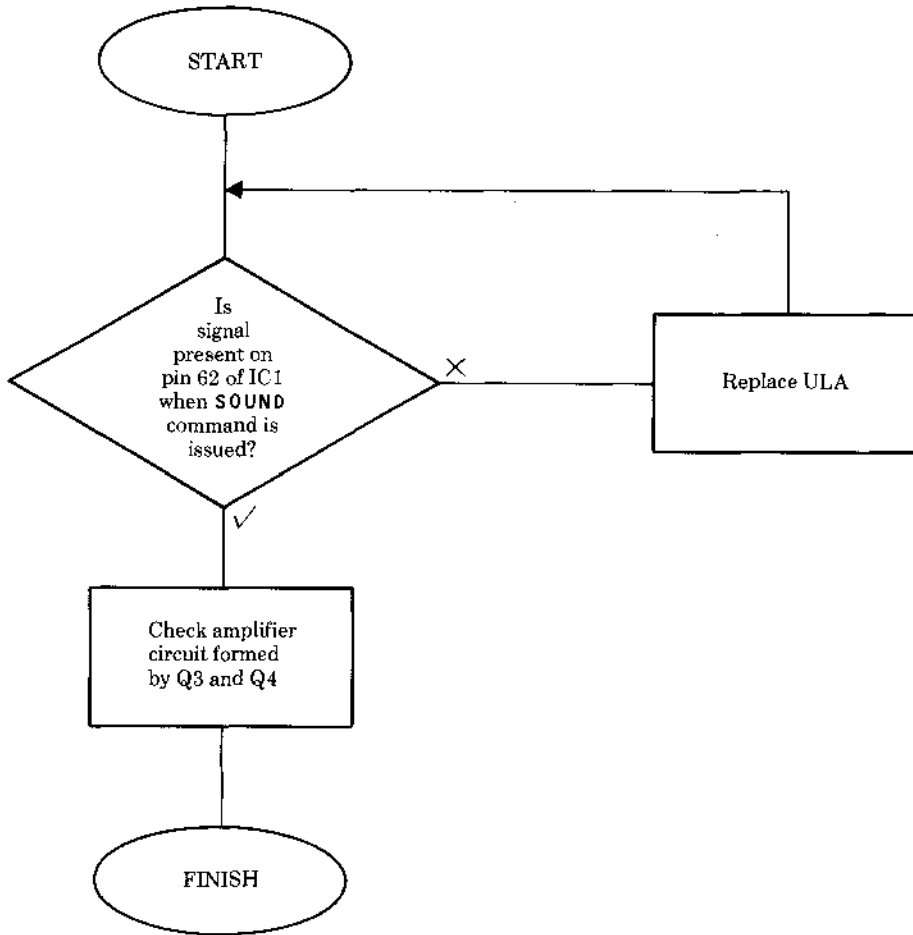 START
Is
signal
present on
pin 62 of IC1
when SOUND
command is
issued?
×
Replace ULA
✓
Check amplifier
circuit formed
by Q3 and Q4
FINISH